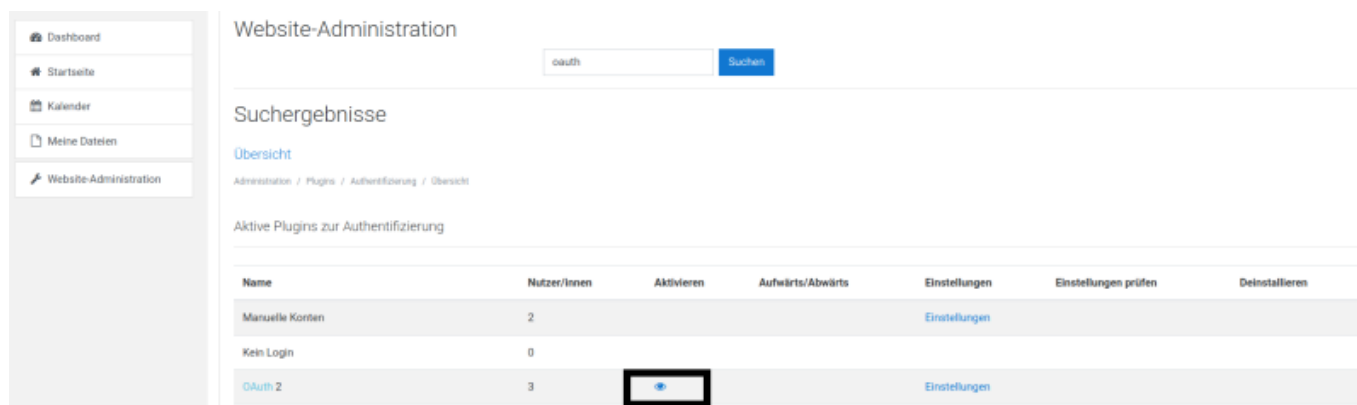 Dashboard
Startseite
Kalender
Meine Dateien
Website-Administration
Website-Administration
oauth Suchen
Suchergebnisse
Übersicht
Administration / Plugins / Authentifizierung / Übersicht
Aktive Plugins zur Authentifizierung
Name Nutzer/innen Aktivieren Aufwärts/Abwärts Einstellungen Einstellungen prüfen Deinstallieren
Manuelle Konten 2 Einstellungen
Kein Login 0
OAuth 2 3 Einstellungen